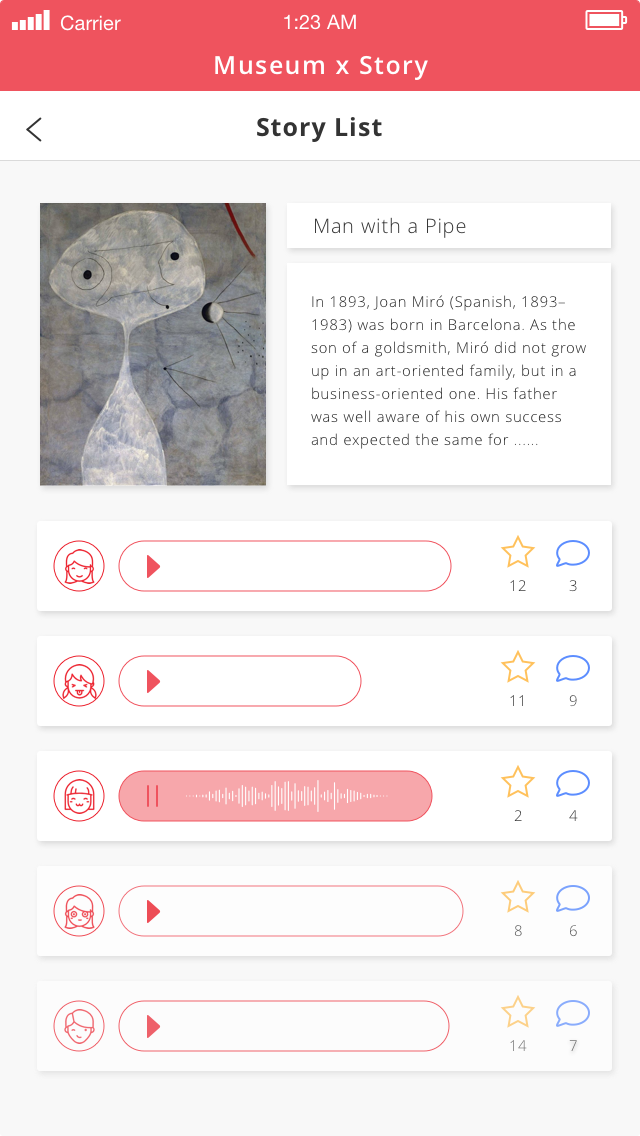 Carrier 1:23 AM
Museum x Story
Story List
Man with a Pipe
In 1893, Joan Miró (Spanish, 1893–
1983) was born in Barcelona. As the
son of a goldsmith, Miró did not grow
up in an art-oriented family, but in a
business-oriented one. His father
was well aware of his own success
and expected the same for ......
12 3
11 9
2 4
8 6
14 7